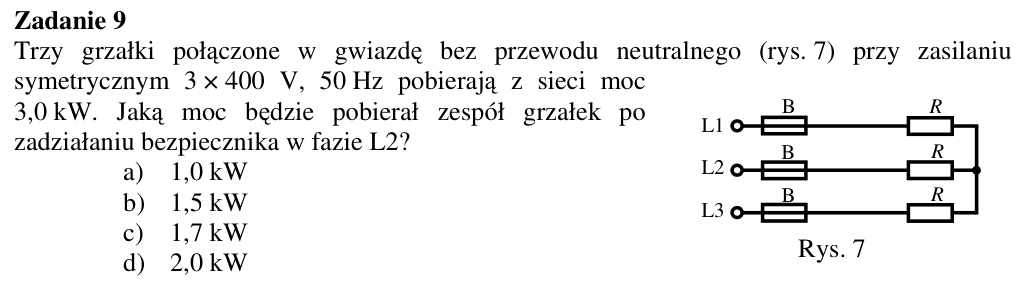 Zadanie 9
Trzy grzałki połączone w gwiazdę bez przewodu neutralnego (rys. 7) przy zasilaniu
symetrycznym 3 × 400 V, 50 Hz pobierają z sieci moc
3,0 kW. Jaką moc będzie pobierał zespół grzałek po
zadziałaniu bezpiecznika w fazie L2?
a) 1,0 kW
b) 1,5 kW
c) 1,7 kW
d) 2,0 kW
B R
L1
B R
L2
B R
L3
Rys. 7